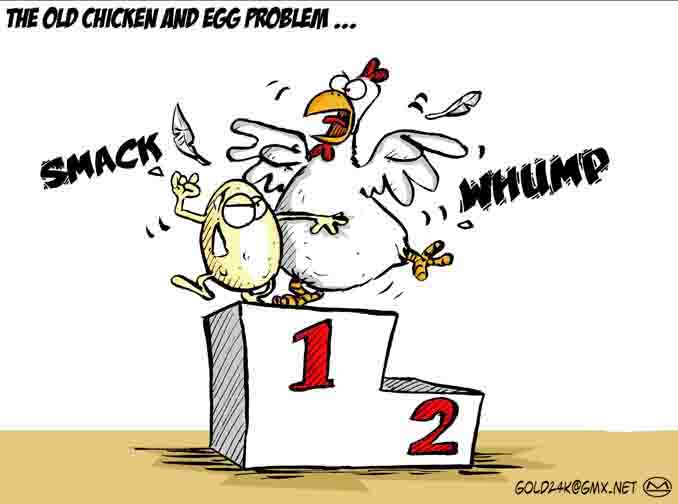 THE OLD CHICKEN AND EGG PROBLEM ...
SMACK
WHUMP
1
2
GOLD24K@GMX.NET